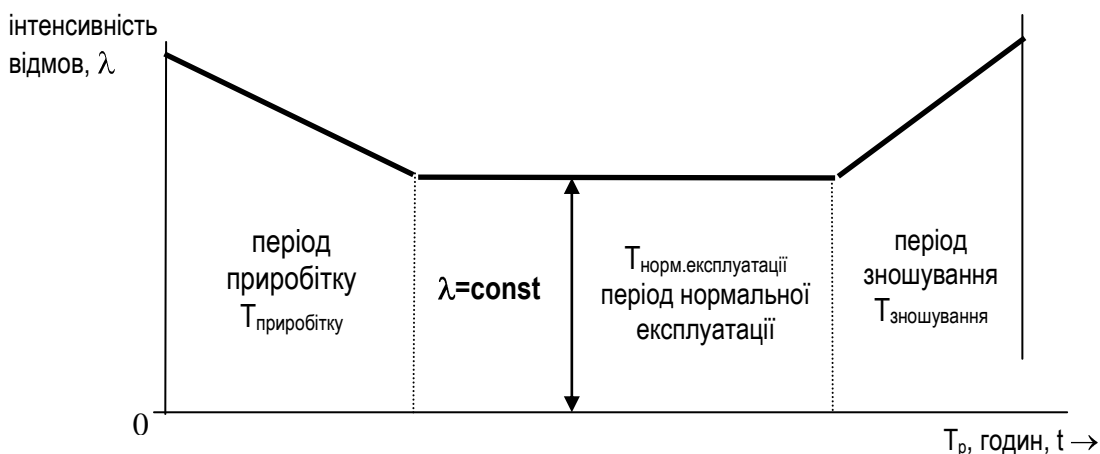 інтенсивність
відмов, λ
період
приробітку
Tприробітку
λ=const
Tнорм.експлуатації
період нормальної
експлуатації
період
зношування
Tзношування
0
Tр, годин, t →